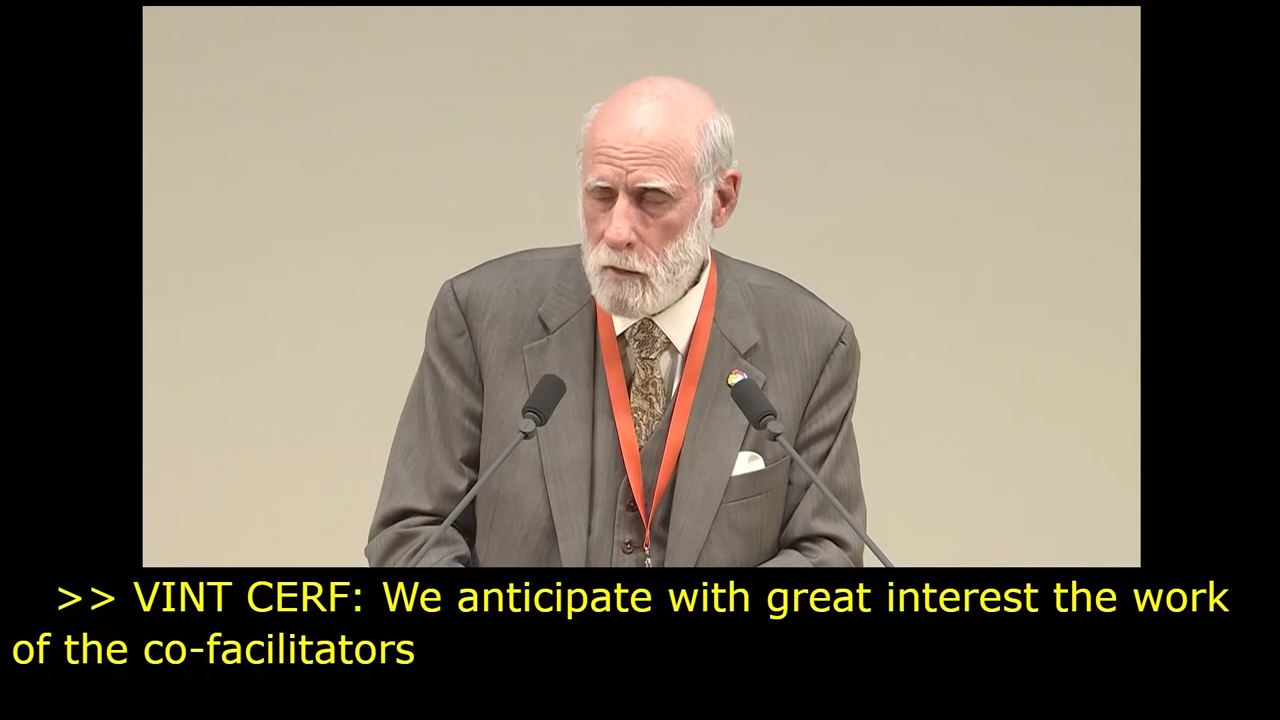 >> VINT CERF: We anticipate with great interest the work
of the co-facilitators